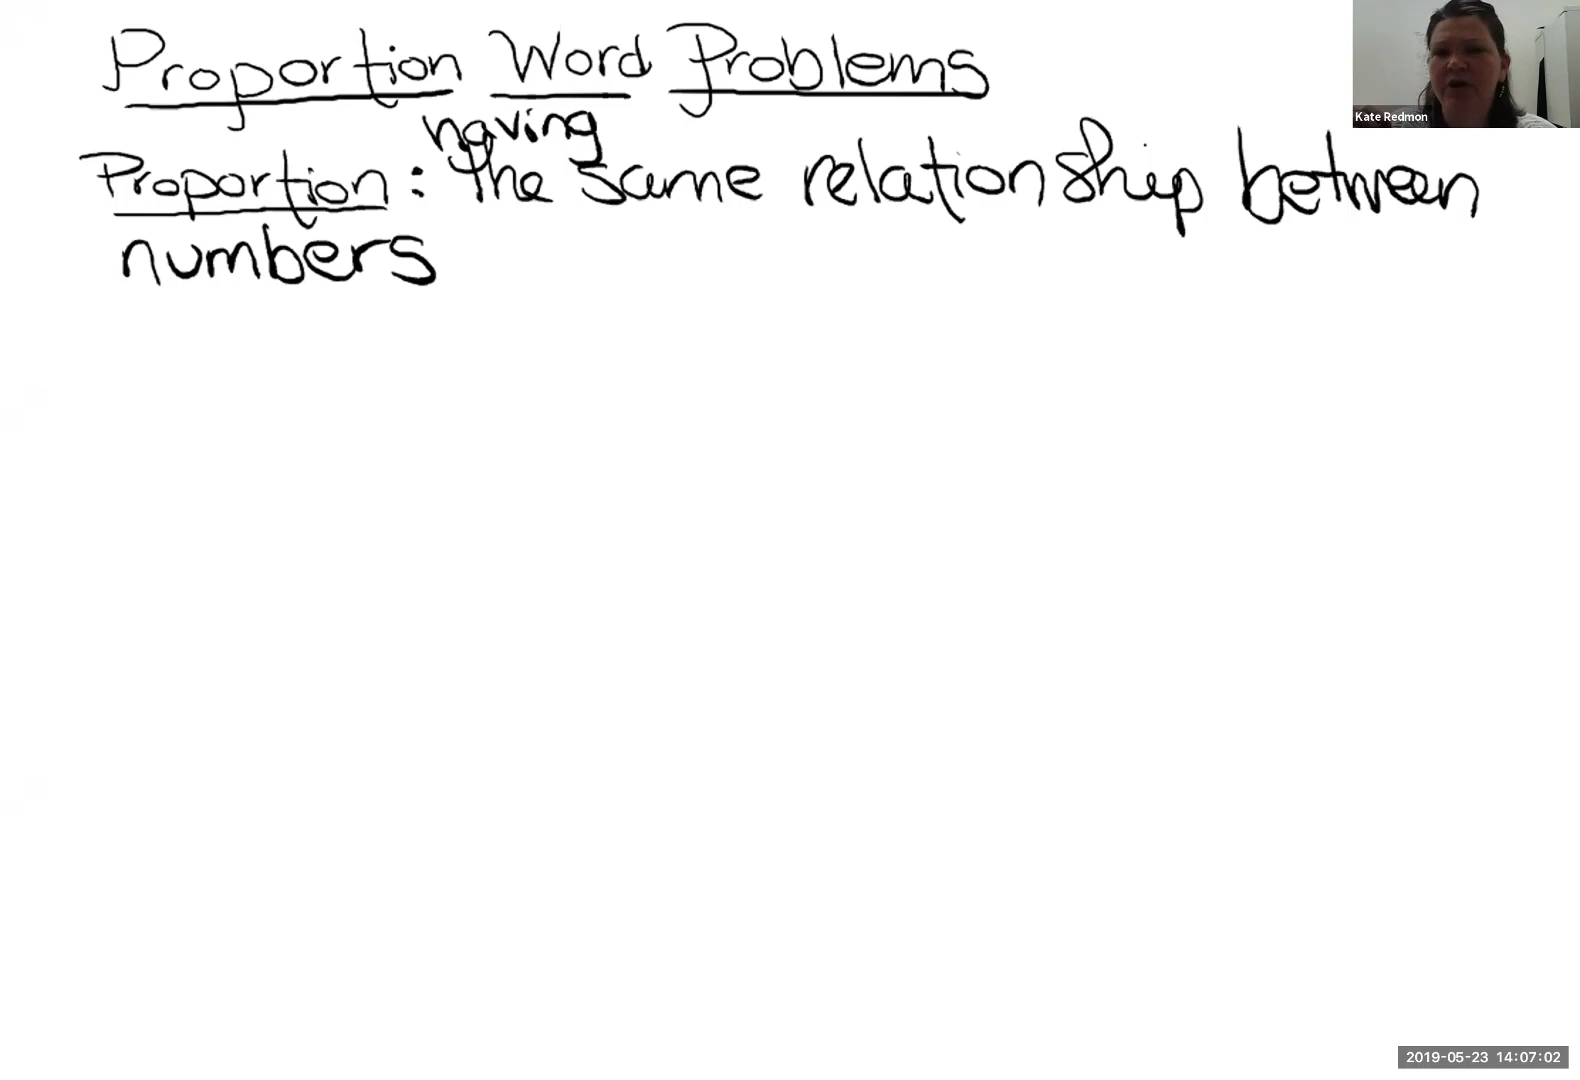 Proportion Word Problems
Kate Redmon
having
Proportion: the same relationship between
numbers
2019-05-23 14:07:02